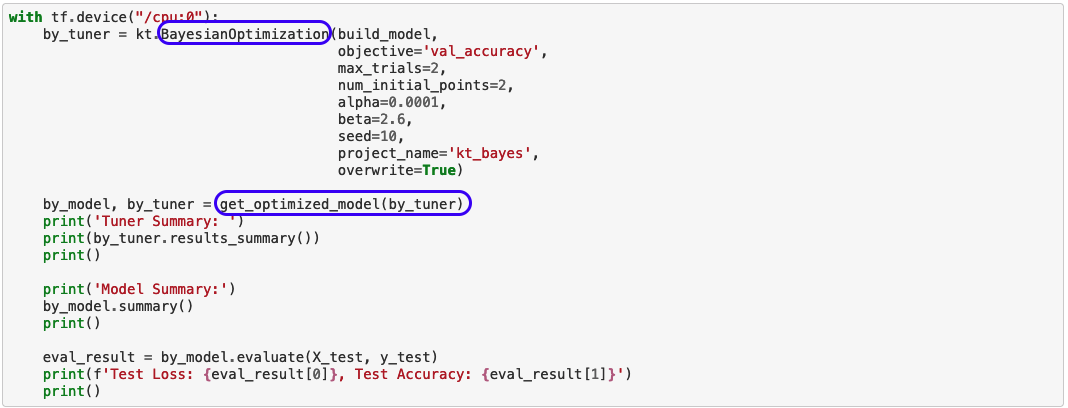 with tf.device("/cpu:0"):
    by_tuner = kt.BayesianOptimization(build_model,
                                       objective='val_accuracy',
                                       max_trials=2,
                                       num_initial_points=2,
                                       alpha=0.0001,
                                       beta=2.6,
                                       seed=10,
                                       project_name='kt_bayes',
                                       overwrite=True)

    by_model, by_tuner = get_optimized_model(by_tuner)
    print('Tuner Summary: ')
    print(by_tuner.results_summary())
    print()

    print('Model Summary:')
    by_model.summary()
    print()

    eval_result = by_model.evaluate(X_test, y_test)
    print(f'Test Loss: {eval_result[0]}, Test Accuracy: {eval_result[1]}')
    print()